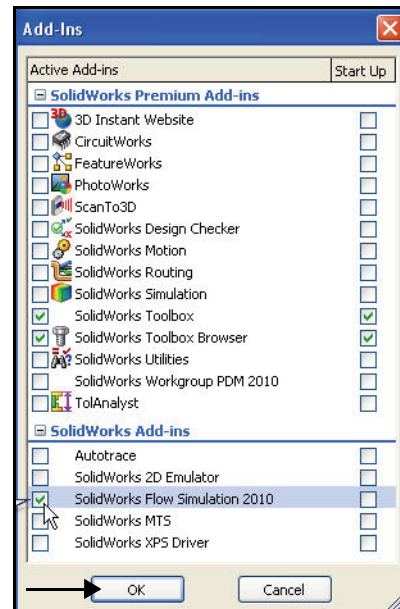 Add-Ins
Active Add-ins Start Up
SolidWorks Premium Add-ins
3D Instant Website
CircuitWorks
FeatureWorks
PhotoWorks
ScanTo3D
SolidWorks Design Checker
SolidWorks Motion
SolidWorks Routing
SolidWorks Simulation
SolidWorks Toolbox
SolidWorks Toolbox Browser
SolidWorks Utilities
SolidWorks Workgroup PDM 2010
TolAnalyst
SolidWorks Add-ins
Autotrace
SolidWorks 2D Emulator
SolidWorks Flow Simulation 2010
SolidWorks MTS
SolidWorks XPS Driver
OK Cancel